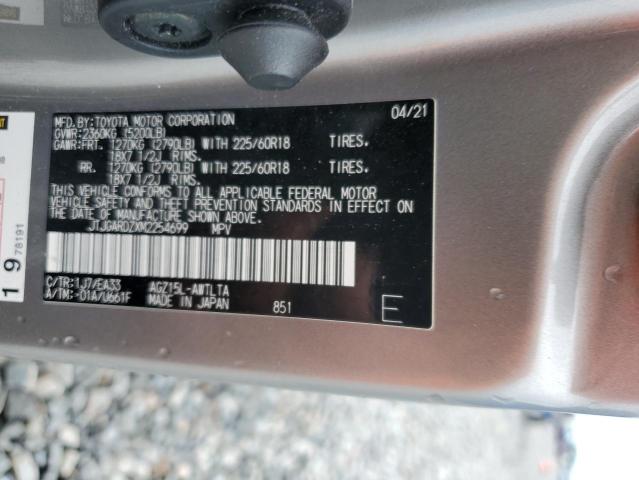 MFD.BY:TOYOTA MOTOR CORPORATION 04/21
GVWR:2360KG (5200LB)
GAWR:FRT. 1270KG (2790LB) WITH 225/60R18 TIRES.
18X7 1/2J RIMS.
RR. 1270KG (2790LB) WITH 225/60R18 TIRES.
18X7 1/2J RIMS.
THIS VEHICLE CONFORMS TO ALL APPLICABLE FEDERAL MOTOR
VEHICLE SAFETY AND THEFT PREVENTION STANDARDS IN EFFECT ON
THE DATE OF MANUFACTURE SHOWN ABOVE.
JTJGARDZXM2254699 MPV
C/TR:1J7/EA33 AGZ15L-AWTLTA
A/TM:-01A/U661F MADE IN JAPAN 851 E
19 78191